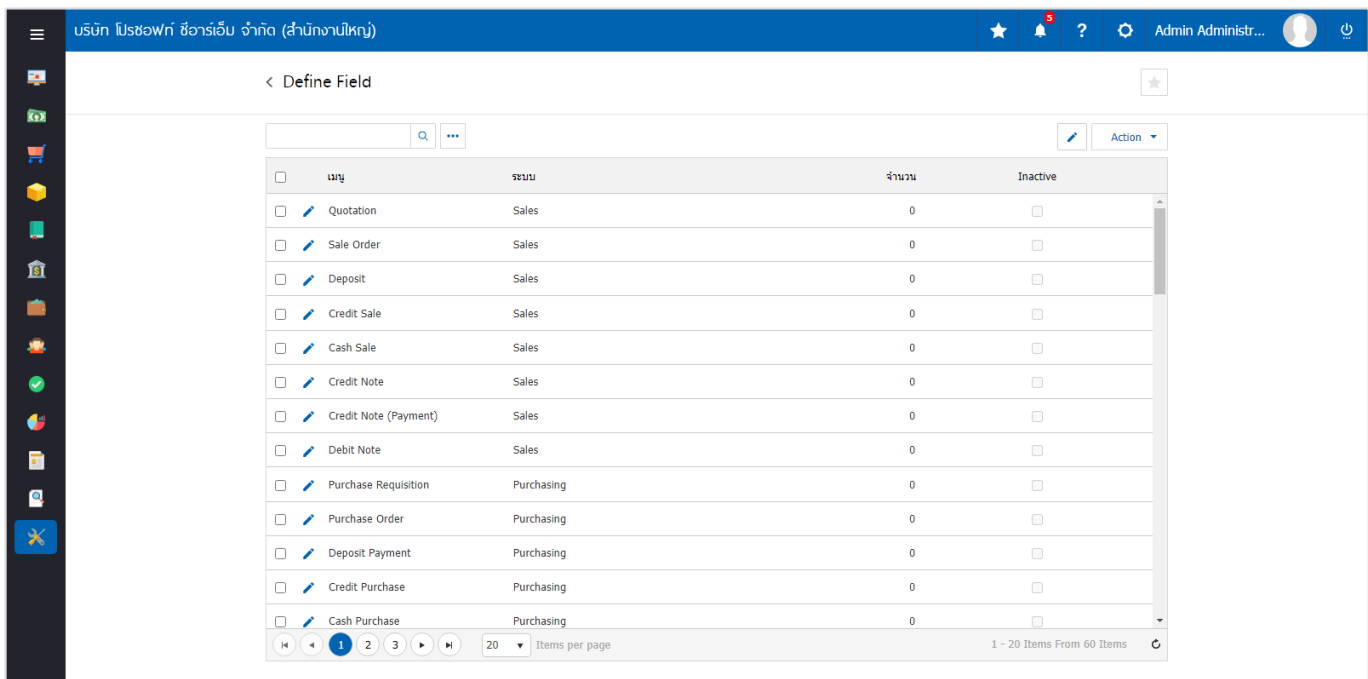 บริษัท โปรซอฟท์ ซีอาร์เอ็ม จำกัด (สำนักงานใหญ่) 5 ? Admin Administr...
< Define Field
Action
เมนู ระบบ จำนวน Inactive
Quotation Sales 0
Sale Order Sales 0
Deposit Sales 0
Credit Sale Sales 0
Cash Sale Sales 0
Credit Note Sales 0
Credit Note (Payment) Sales 0
Debit Note Sales 0
Purchase Requisition Purchasing 0
Purchase Order Purchasing 0
Deposit Payment Purchasing 0
Credit Purchase Purchasing 0
Cash Purchase Purchasing 0
1 2 3 20 Items per page 1 - 20 Items From 60 Items